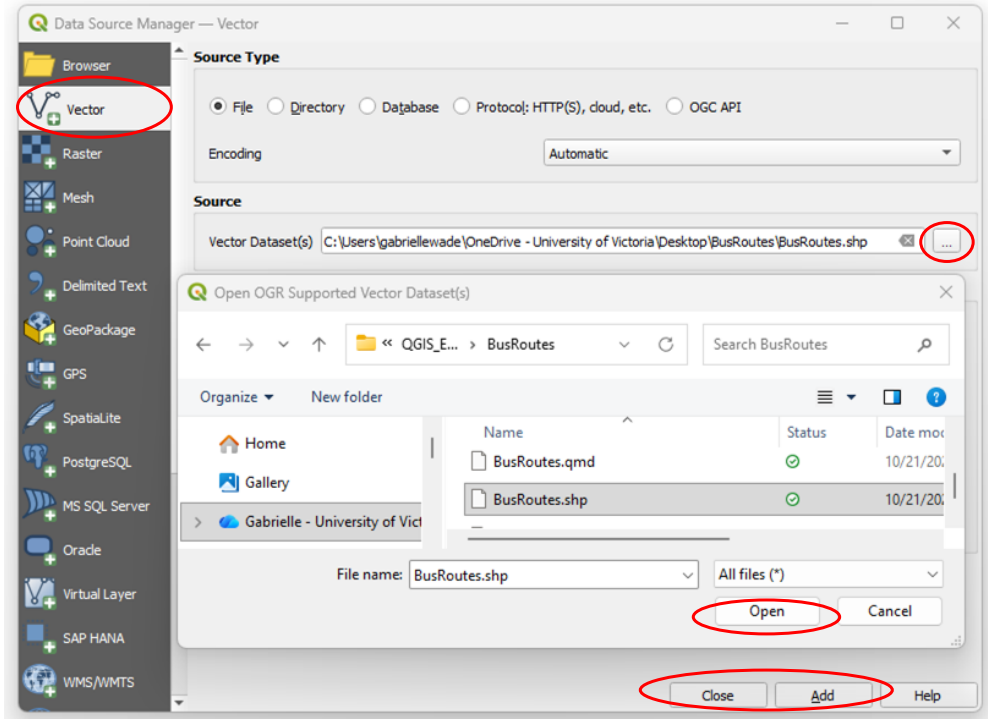 Data Source Manager — Vector
Browser
Vector
Raster
Mesh
Point Cloud
Delimited Text
GeoPackage
GPS
SpatiaLite
PostgreSQL
MS SQL Server
Oracle
Virtual Layer
SAP HANA
WMS/WMTS
Source Type
File Directory Database Protocol: HTTP(S), cloud, etc. OGC API
Encoding Automatic
Source
Vector Dataset(s) C:\Users\gabriellewade\OneDrive - University of Victoria\Desktop\BusRoutes\BusRoutes.shp ...
Open OGR Supported Vector Dataset(s)
« QGIS_E... > BusRoutes Search BusRoutes
Organize New folder ?
Home
Gallery
Gabrielle - University of Vict
Name Status Date mod
BusRoutes.qmd 10/21/202
BusRoutes.shp 10/21/202
File name: BusRoutes.shp All files (*)
Open Cancel
Close Add Help